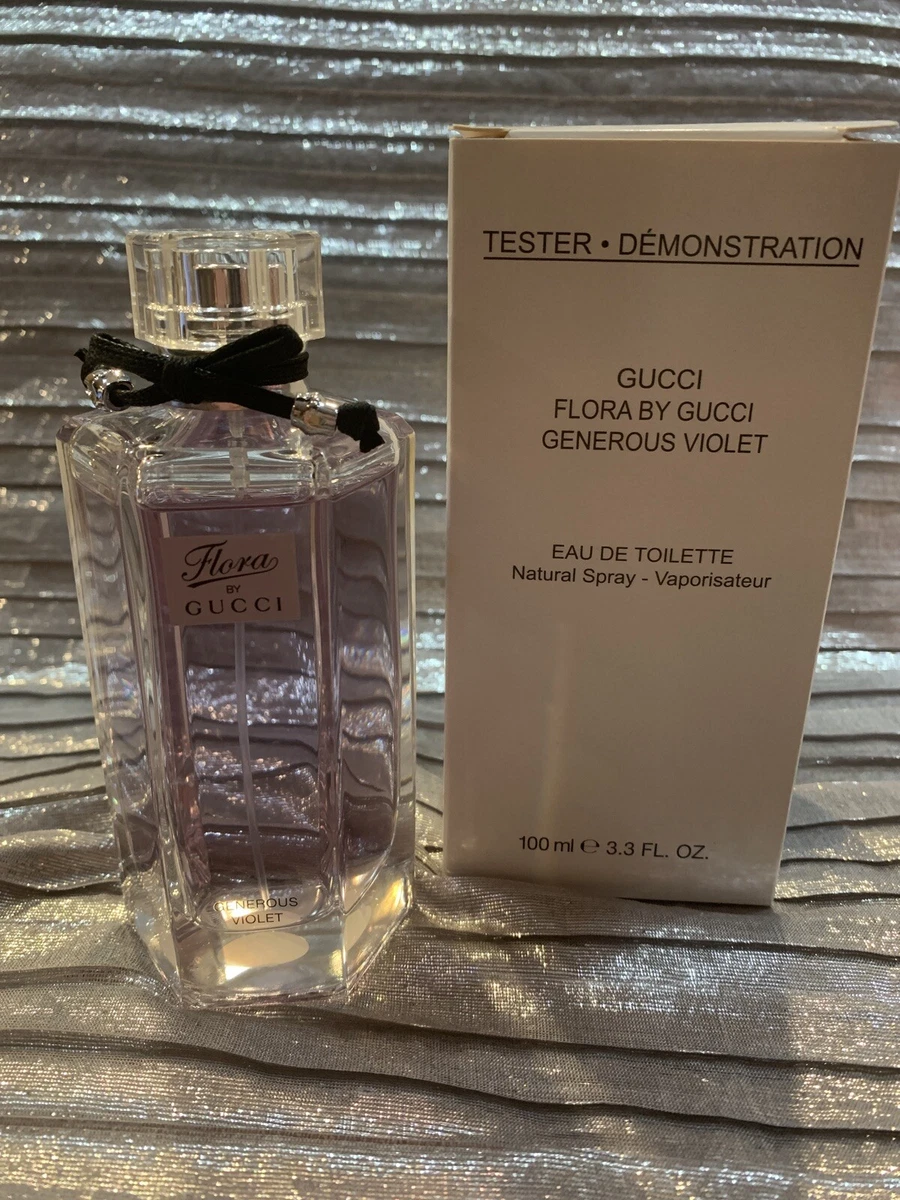 Flora
BY
GUCCI
GENEROUS
VIOLET
TESTER • DÉMONSTRATION
GUCCI
FLORA BY GUCCI
GENEROUS VIOLET
EAU DE TOILETTE
Natural Spray - Vaporisateur
100 ml ℮ 3.3 FL. OZ.